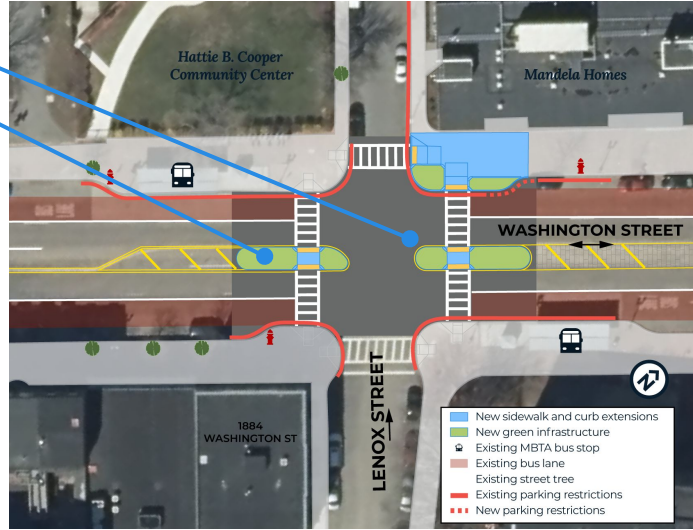 Hattie B. Cooper
Community Center
Mandela Homes
WASHINGTON STREET
LENOX STREET
1884
WASHINGTON ST
N
New sidewalk and curb extensions
New green infrastructure
Existing MBTA bus stop
Existing bus lane
Existing street tree
Existing parking restrictions
New parking restrictions